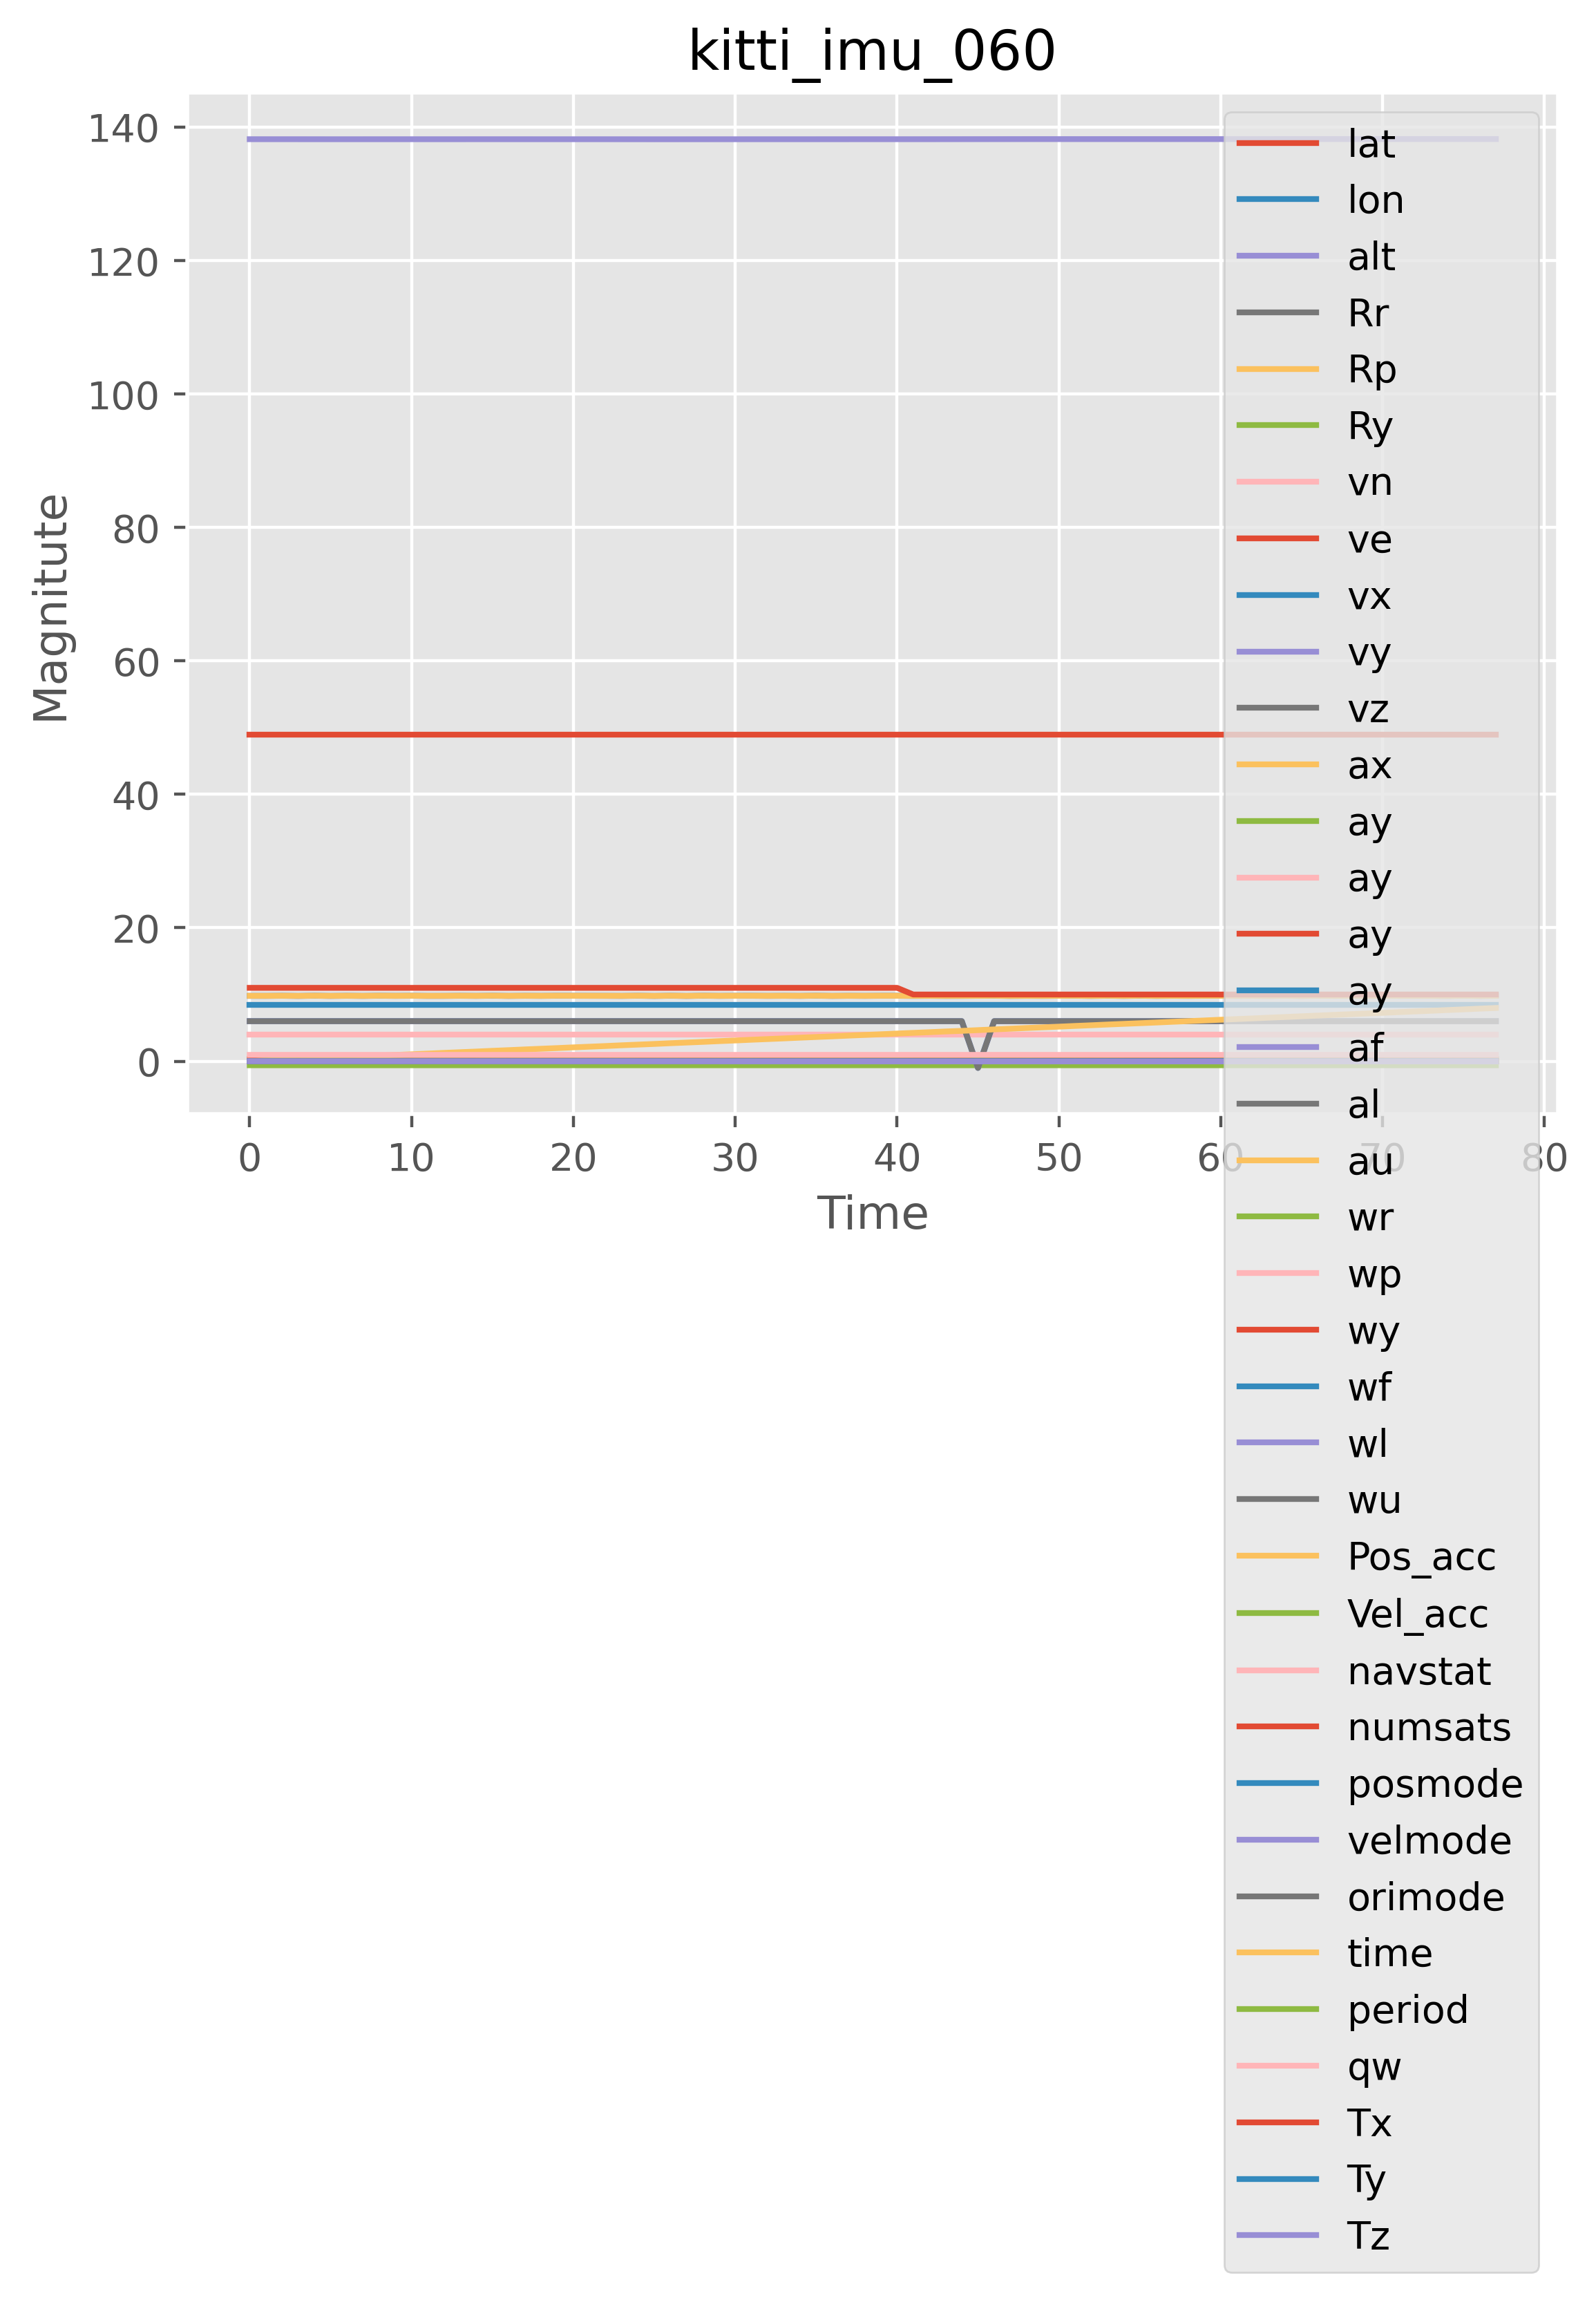 kitti_imu_060
140
120
100
80
60
40
20
0
Magnitute
0 10 20 30 40 50 60 70 80
Time
lat
lon
alt
Rr
Rp
Ry
vn
ve
vx
vy
vz
ax
ay
ay
ay
ay
af
al
au
wr
wp
wy
wf
wl
wu
Pos_acc
Vel_acc
navstat
numsats
posmode
velmode
orimode
time
period
qw
Tx
Ty
Tz